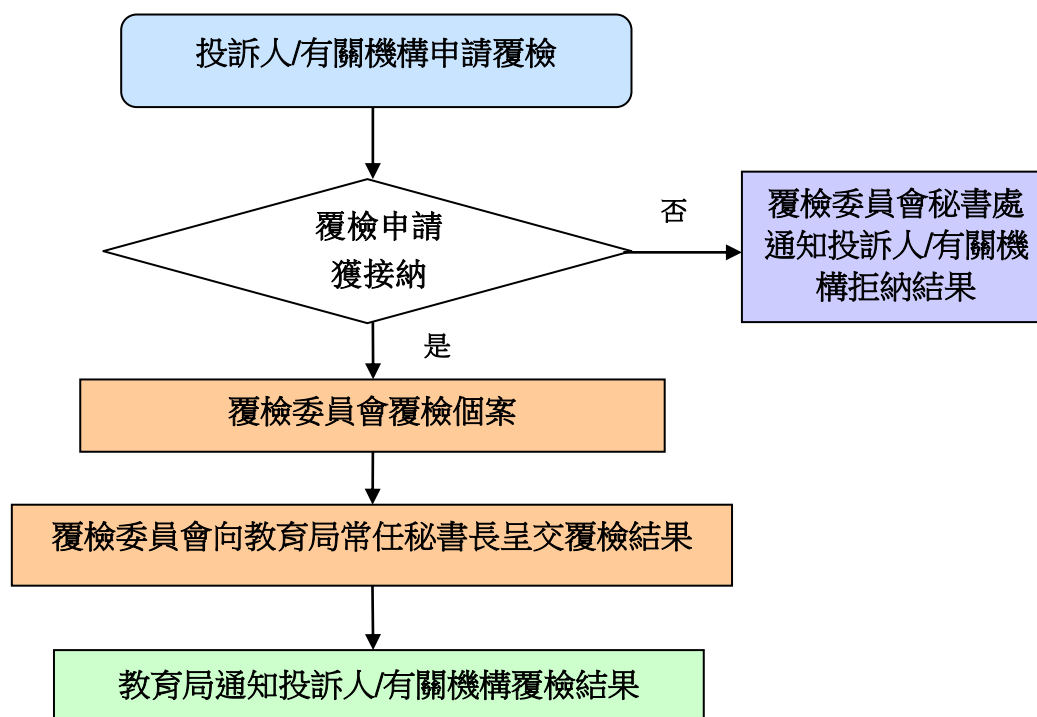 投訴人/有關機構申請覆檢
覆檢申請
獲接納
否
覆檢委員會秘書處
通知投訴人/有關機
構拒納結果
是
覆檢委員會覆檢個案
覆檢委員會向教育局常任秘書長呈交覆檢結果
教育局通知投訴人/有關機構覆檢結果